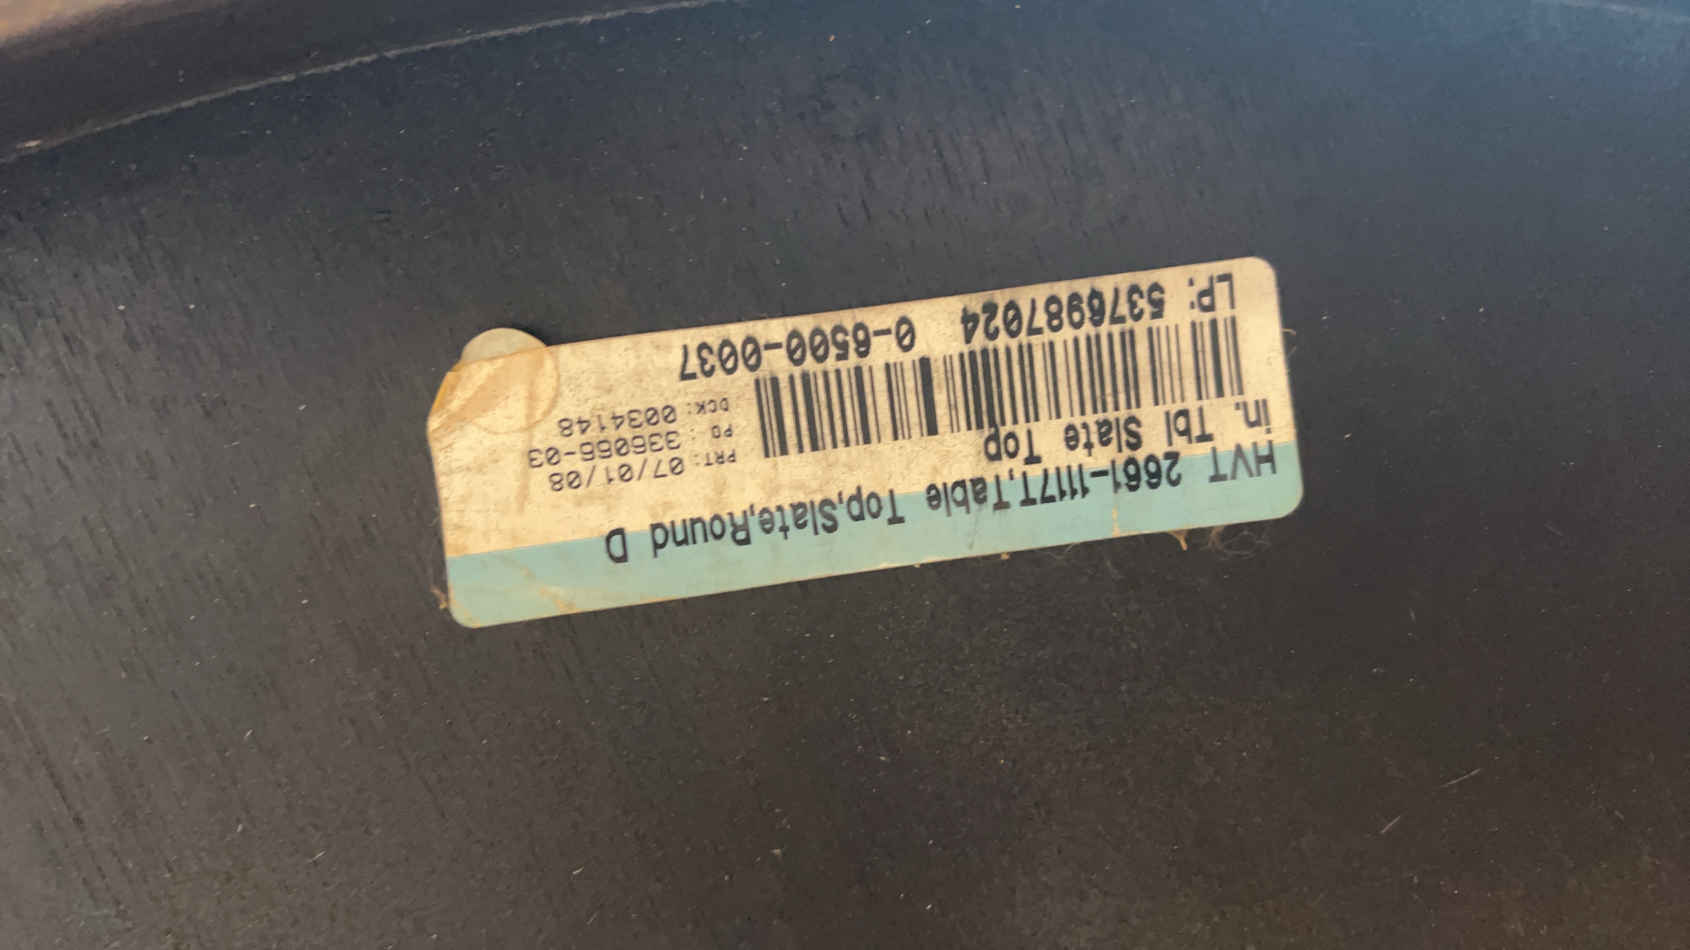 HVT 2661-1117T,Table Top,Slate,Round D
in. Tbl Slate Top
PRT: 07/01/08
PO : 336066-03
DCK: 0034148
LP: 5376987024 0-6500-0037